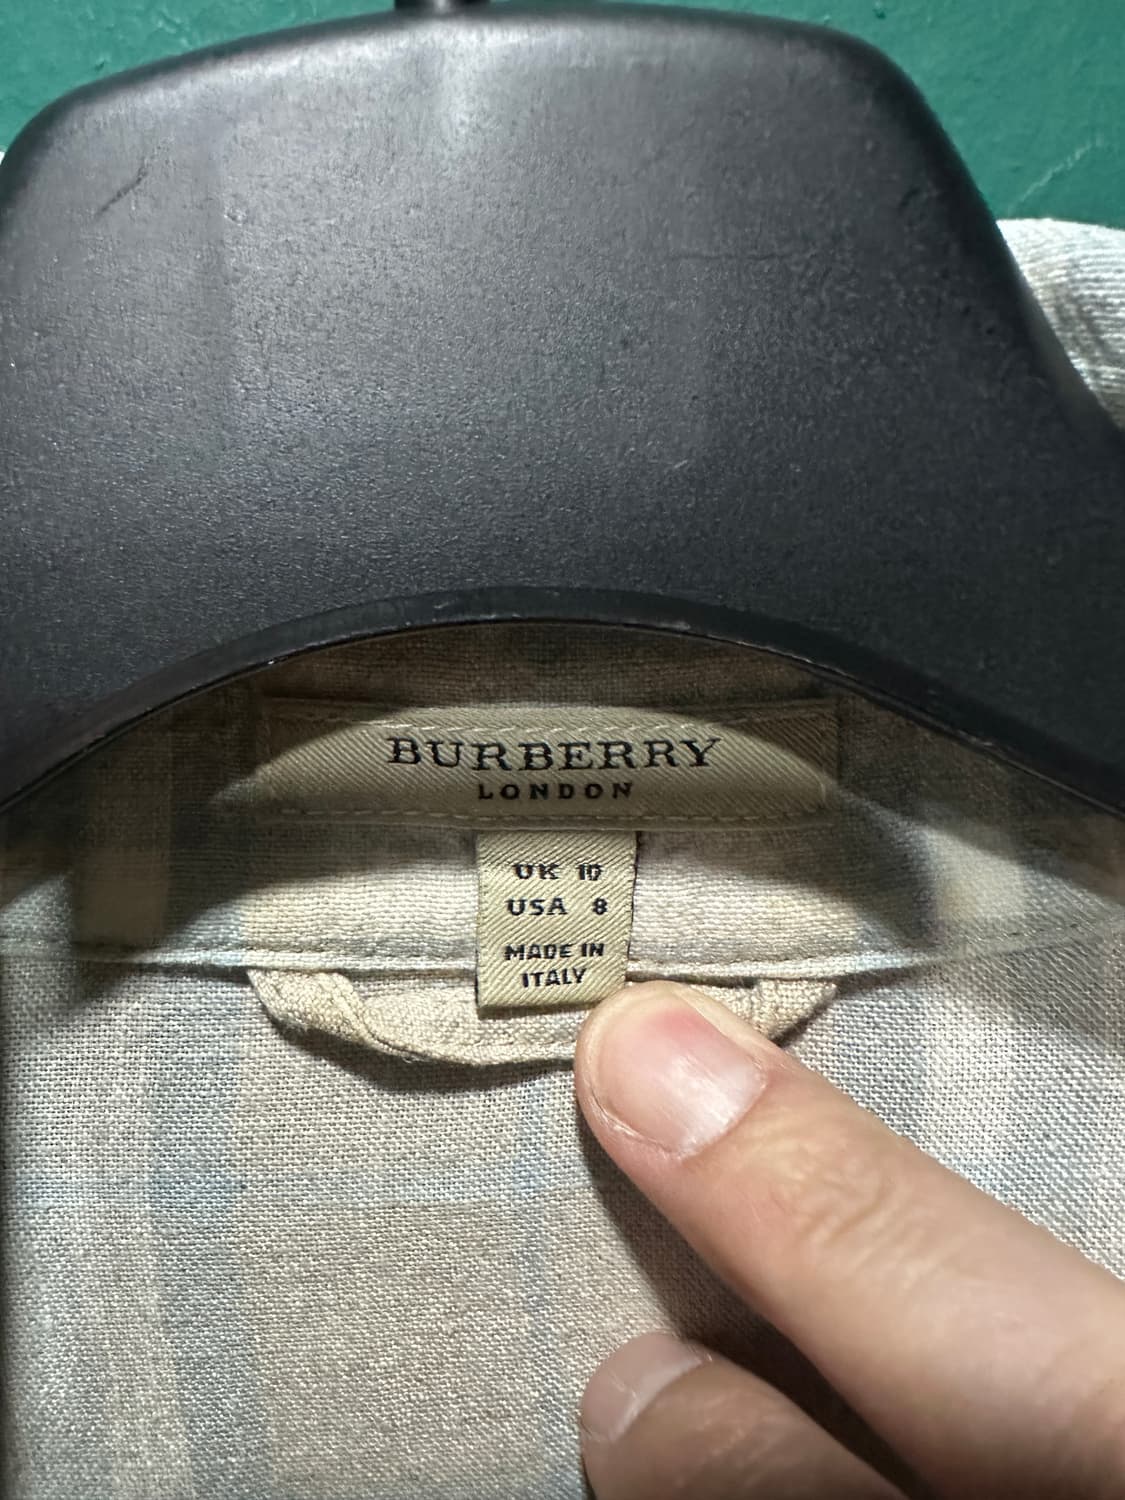 BURBERRY
LONDON
UK 10
USA 8
MADE IN
ITALY